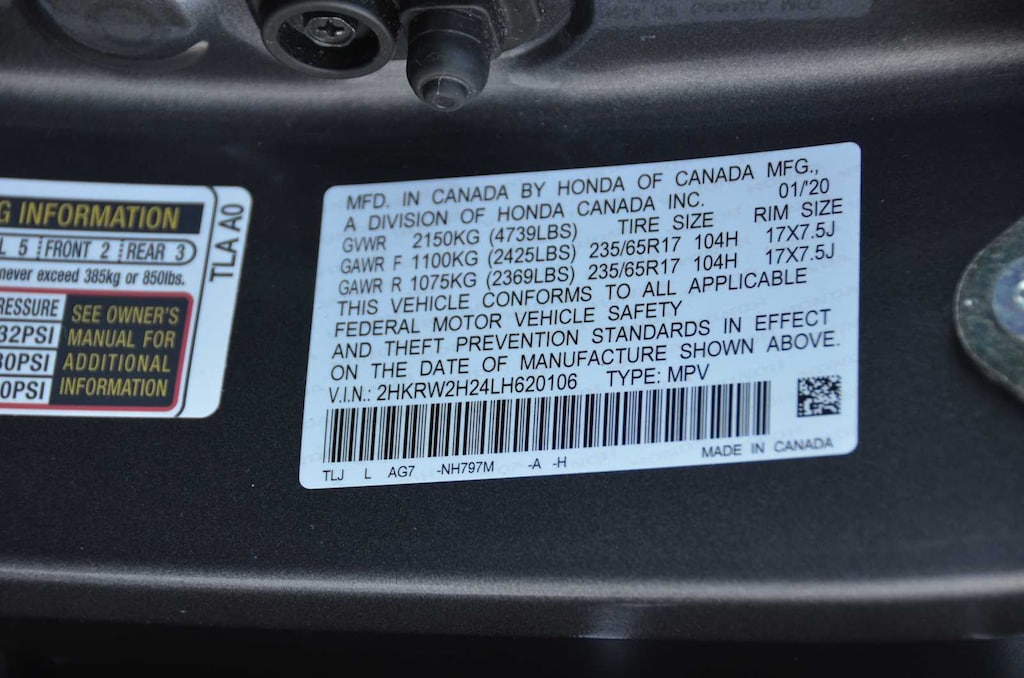 G INFORMATION
L 5 FRONT 2 REAR 3
never exceed 385kg or 850lbs.
RESSURE
32PSI
30PSI
0PSI
SEE OWNER'S
MANUAL FOR
ADDITIONAL
INFORMATION
TLA A0
MFD. IN CANADA BY HONDA OF CANADA MFG.,
A DIVISION OF HONDA CANADA INC. 01/'20
GVWR 2150KG (4739LBS) TIRE SIZE RIM SIZE
GAWR F 1100KG (2425LBS) 235/65R17 104H 17X7.5J
GAWR R 1075KG (2369LBS) 235/65R17 104H 17X7.5J
THIS VEHICLE CONFORMS TO ALL APPLICABLE
FEDERAL MOTOR VEHICLE SAFETY
AND THEFT PREVENTION STANDARDS IN EFFECT
ON THE DATE OF MANUFACTURE SHOWN ABOVE.
V.I.N.: 2HKRW2H24LH620106 TYPE: MPV
TLJ L AG7 -NH797M -A -H MADE IN CANADA